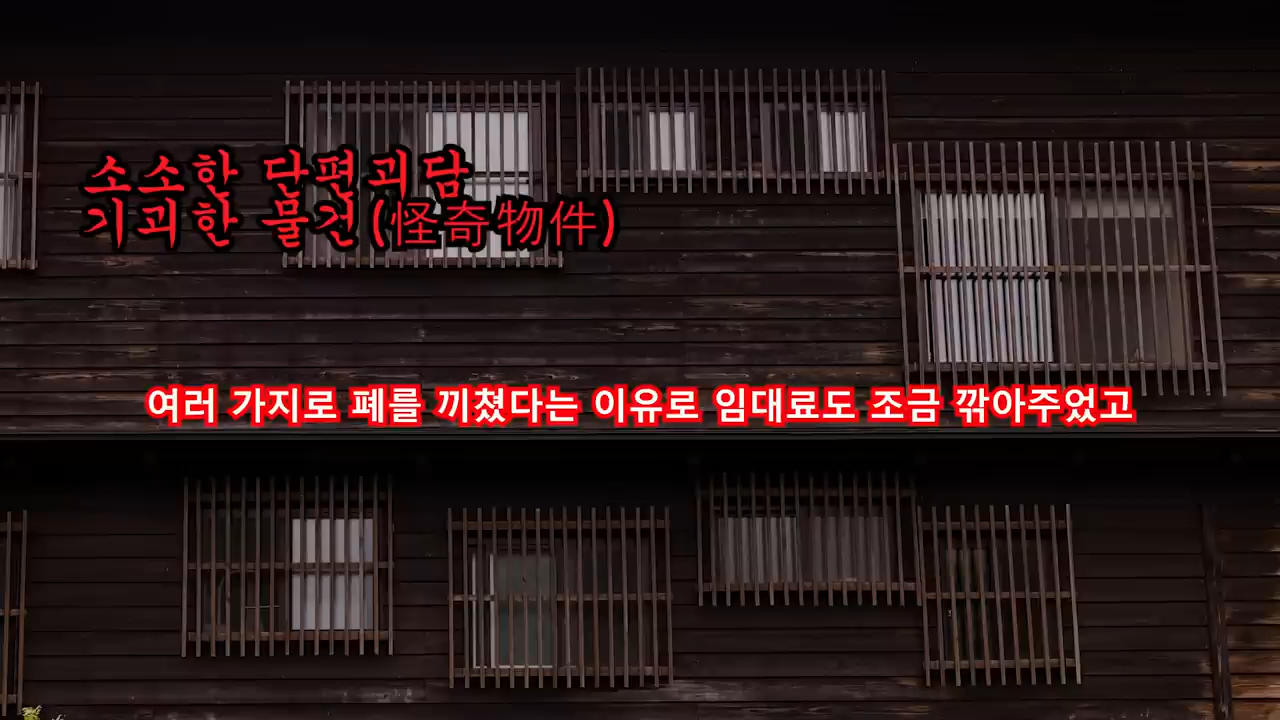 소소한 단편괴담
기괴한 물건(怪奇物件)
여러 가지로 폐를 끼쳤다는 이유로 임대료도 조금 깎아주었고